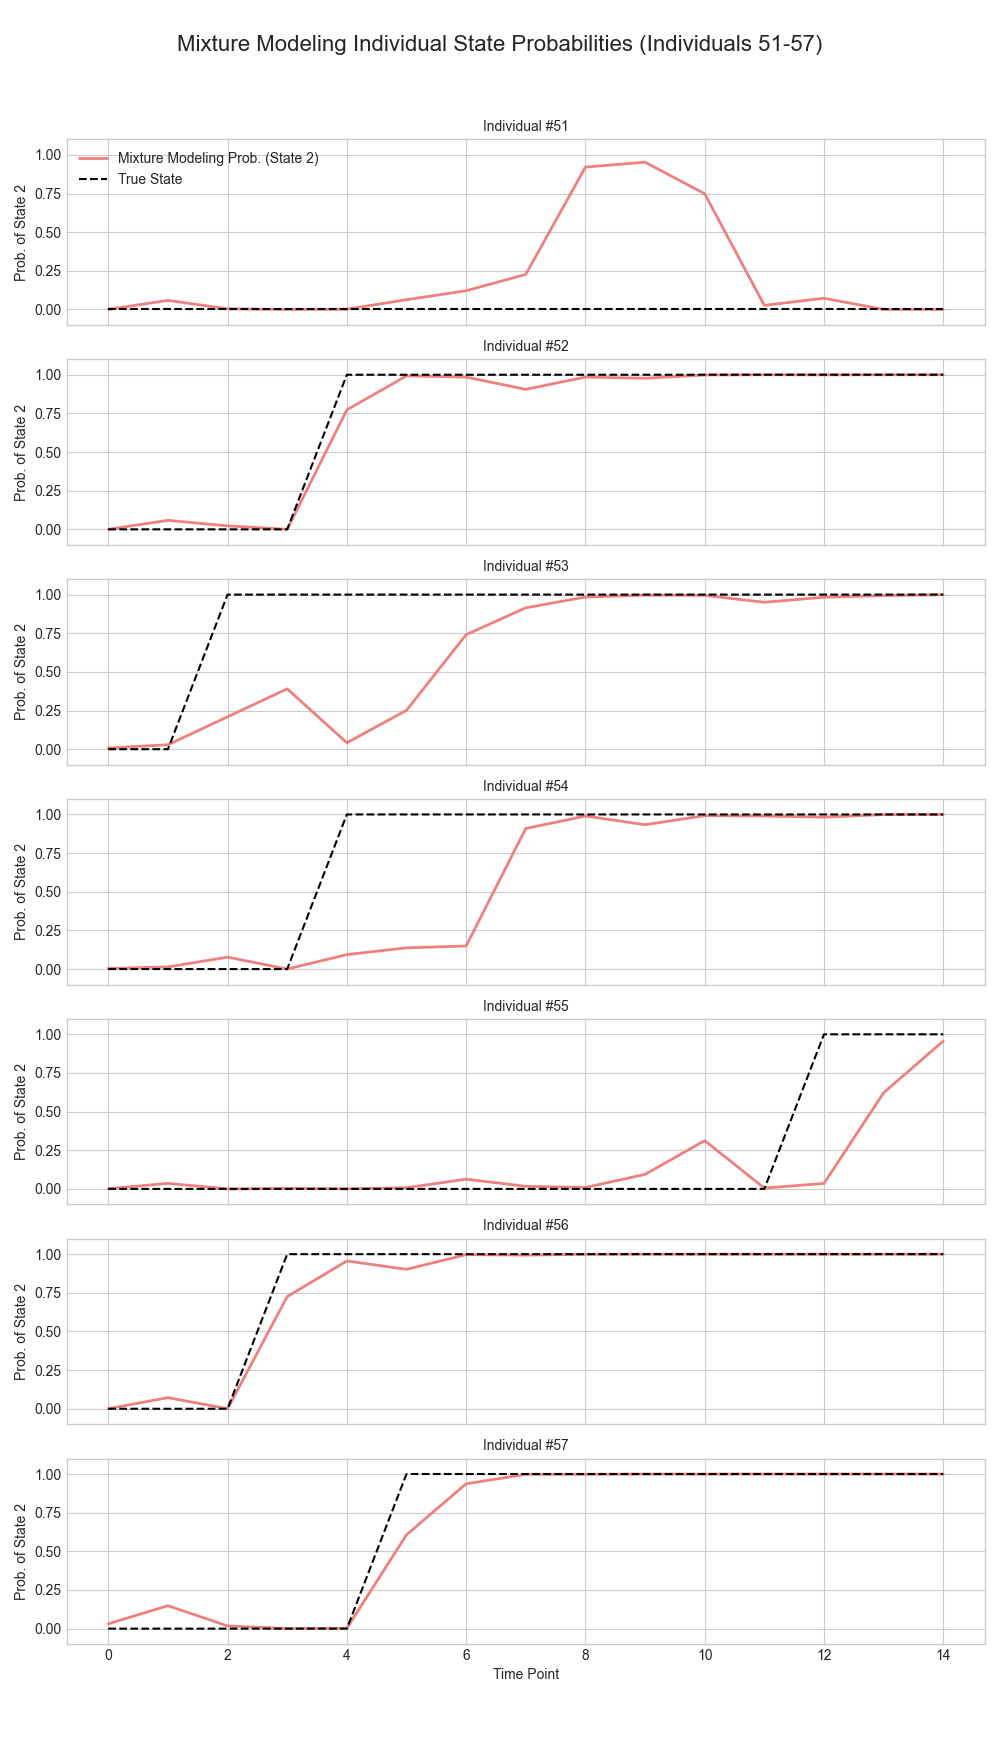 Mixture Modeling Individual State Probabilities (Individuals 51-57)
Individual #51
Mixture Modeling Prob. (State 2)
True State
Prob. of State 2
1.00
0.75
0.50
0.25
0.00
Individual #52
Prob. of State 2
1.00
0.75
0.50
0.25
0.00
Individual #53
Prob. of State 2
1.00
0.75
0.50
0.25
0.00
Individual #54
Prob. of State 2
1.00
0.75
0.50
0.25
0.00
Individual #55
Prob. of State 2
1.00
0.75
0.50
0.25
0.00
Individual #56
Prob. of State 2
1.00
0.75
0.50
0.25
0.00
Individual #57
Prob. of State 2
1.00
0.75
0.50
0.25
0.00
0 2 4 6 8 10 12 14
Time Point